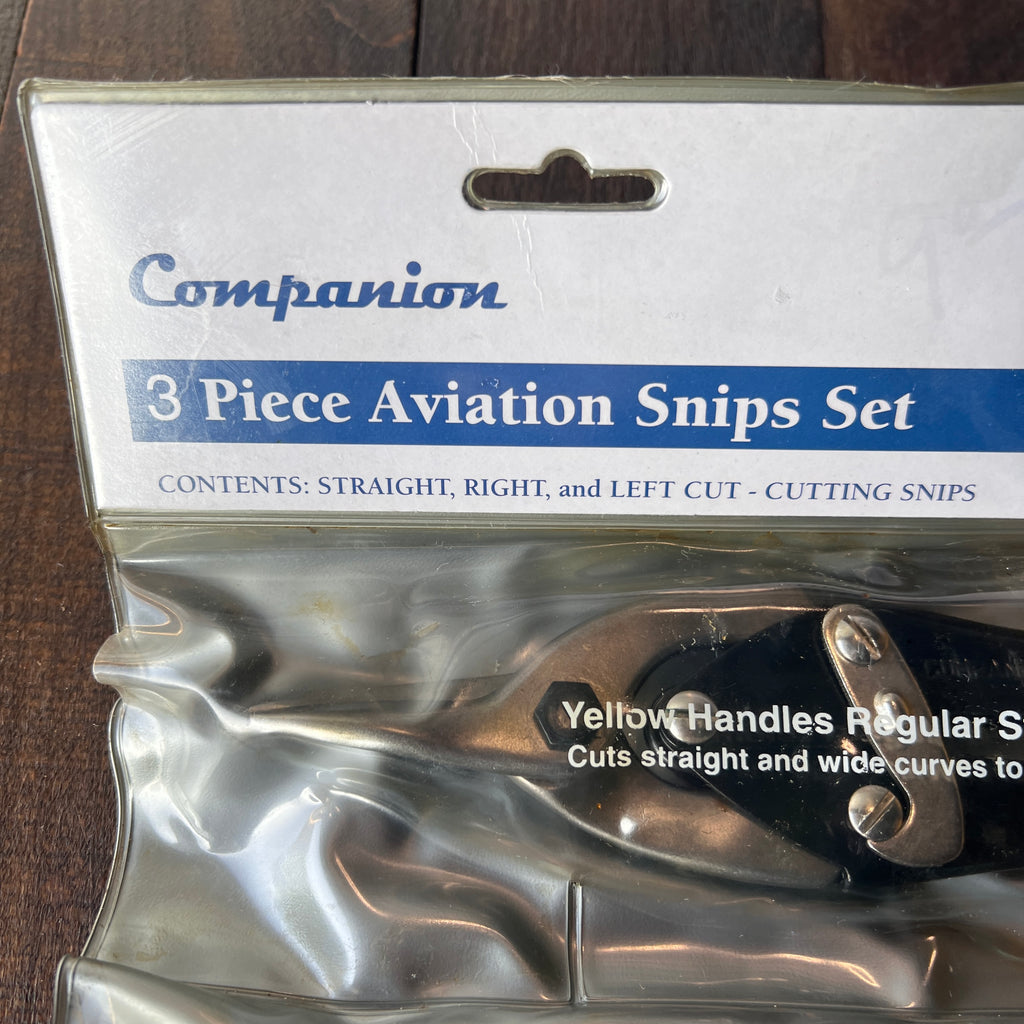 Companion
3 Piece Aviation Snips Set
CONTENTS: STRAIGHT, RIGHT, and LEFT CUT - CUTTING SNIPS
Yellow Handles Regular S
Cuts straight and wide curves to